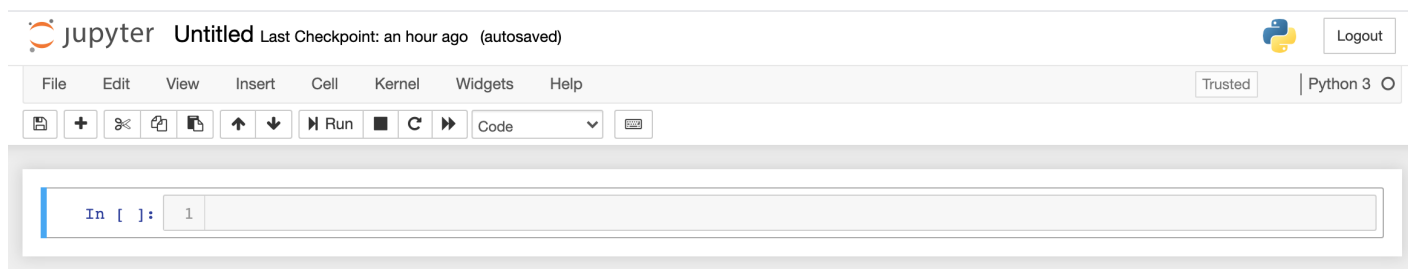 jupyter Untitled Last Checkpoint: an hour ago (autosaved) Logout
File Edit View Insert Cell Kernel Widgets Help Trusted Python 3
Run Code
In [ ]: 1